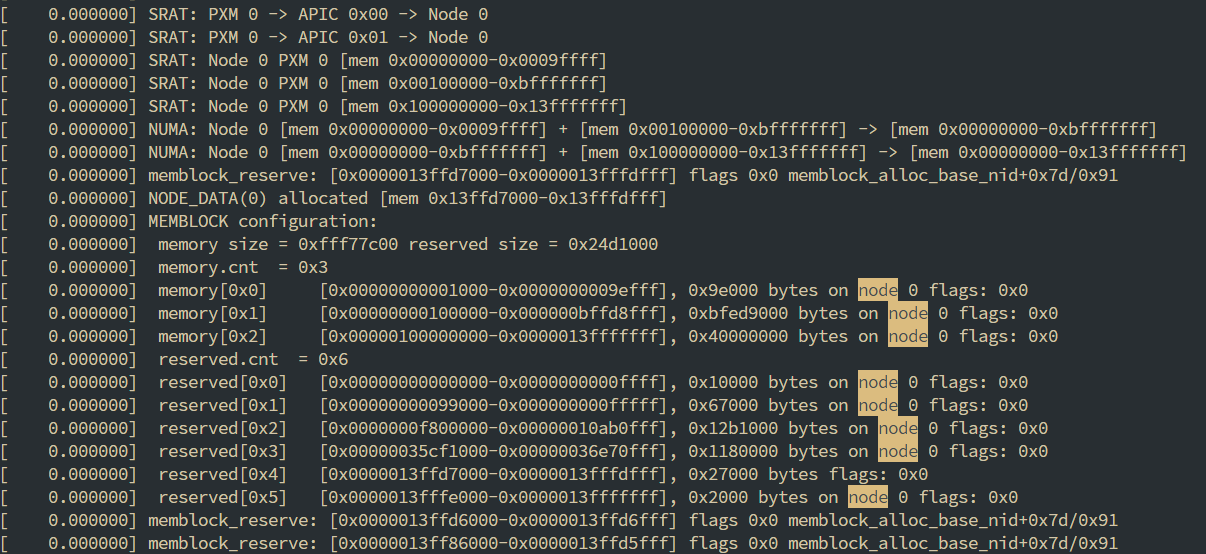 [    0.000000] SRAT: PXM 0 -> APIC 0x00 -> Node 0
[    0.000000] SRAT: PXM 0 -> APIC 0x01 -> Node 0
[    0.000000] SRAT: Node 0 PXM 0 [mem 0x00000000-0x0009ffff]
[    0.000000] SRAT: Node 0 PXM 0 [mem 0x00100000-0xbfffffff]
[    0.000000] SRAT: Node 0 PXM 0 [mem 0x100000000-0x13fffffff]
[    0.000000] NUMA: Node 0 [mem 0x00000000-0x0009ffff] + [mem 0x00100000-0xbfffffff] -> [mem 0x00000000-0xbfffffff]
[    0.000000] NUMA: Node 0 [mem 0x00000000-0xbfffffff] + [mem 0x100000000-0x13fffffff] -> [mem 0x00000000-0x13fffffff]
[    0.000000] memblock_reserve: [0x0000013ffd7000-0x0000013fffdfff] flags 0x0 memblock_alloc_base_nid+0x7d/0x91
[    0.000000] NODE_DATA(0) allocated [mem 0x13ffd7000-0x13fffdfff]
[    0.000000] MEMBLOCK configuration:
[    0.000000]  memory size = 0xfff77c00 reserved size = 0x24d1000
[    0.000000]  memory.cnt  = 0x3
[    0.000000]  memory[0x0]     [0x00000000001000-0x0000000009efff], 0x9e000 bytes on node 0 flags: 0x0
[    0.000000]  memory[0x1]     [0x00000000100000-0x000000bffd8fff], 0xbfed9000 bytes on node 0 flags: 0x0
[    0.000000]  memory[0x2]     [0x00000100000000-0x0000013fffffff], 0x40000000 bytes on node 0 flags: 0x0
[    0.000000]  reserved.cnt  = 0x6
[    0.000000]  reserved[0x0]   [0x00000000000000-0x0000000000ffff], 0x10000 bytes on node 0 flags: 0x0
[    0.000000]  reserved[0x1]   [0x00000000099000-0x000000000fffff], 0x67000 bytes on node 0 flags: 0x0
[    0.000000]  reserved[0x2]   [0x0000000f800000-0x00000010ab0fff], 0x12b1000 bytes on node 0 flags: 0x0
[    0.000000]  reserved[0x3]   [0x00000035cf1000-0x00000036e70fff], 0x1180000 bytes on node 0 flags: 0x0
[    0.000000]  reserved[0x4]   [0x0000013ffd7000-0x0000013fffdfff], 0x27000 bytes flags: 0x0
[    0.000000]  reserved[0x5]   [0x0000013fffe000-0x0000013fffffff], 0x2000 bytes on node 0 flags: 0x0
[    0.000000] memblock_reserve: [0x0000013ffd6000-0x0000013ffd6fff] flags 0x0 memblock_alloc_base_nid+0x7d/0x91
[    0.000000] memblock_reserve: [0x0000013ff86000-0x0000013ffd5fff] flags 0x0 memblock_alloc_base_nid+0x7d/0x91